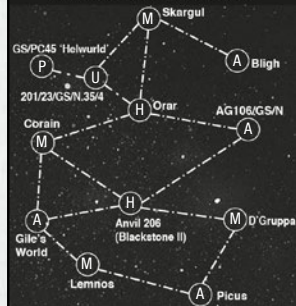 M
Skargul
GS/PC45 'Helwurld'
P
U
A
Bligh
201/23/GS/N.35/4
H
Orar
AG106/GS/N
A
Corain
M
H
Anvil 206
(Blackstone II)
M
D'Gruppa
A
Gile's
World
M
Lemnos
A
Picus